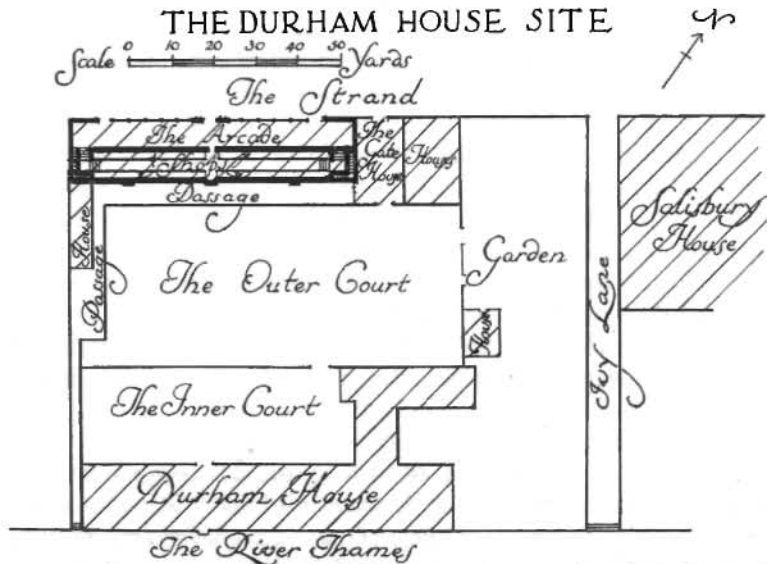 THE DURHAM HOUSE SITE
N
0 10 20 30 40 50
Scale Yards
The Strand
The Arcade
The Gate House
Houses
Shops
Passage
House
Passage
The Outer Court
Garden
House
Salisbury House
Ivy Lane
The Inner Court
Durham House
The River Thames